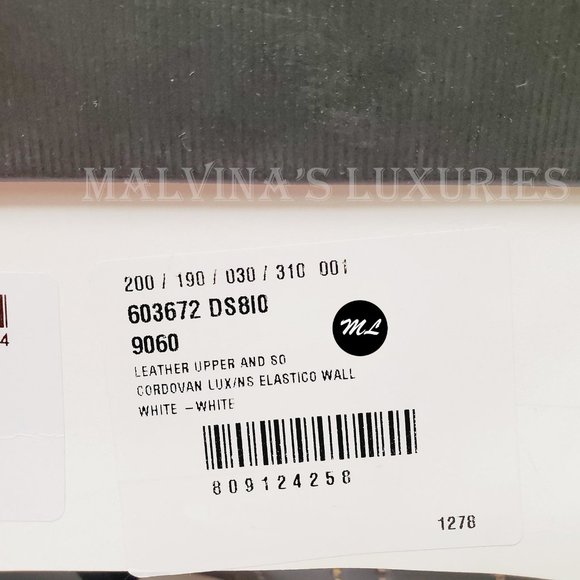 MALVINA'S LUXURIES
200 / 190 / 030 / 310 001
603672 DS8I0
9060
ML
LEATHER UPPER AND SO
CORDOVAN LUX/NS ELASTICO WALL
WHITE -WHITE
4
809124258
1278